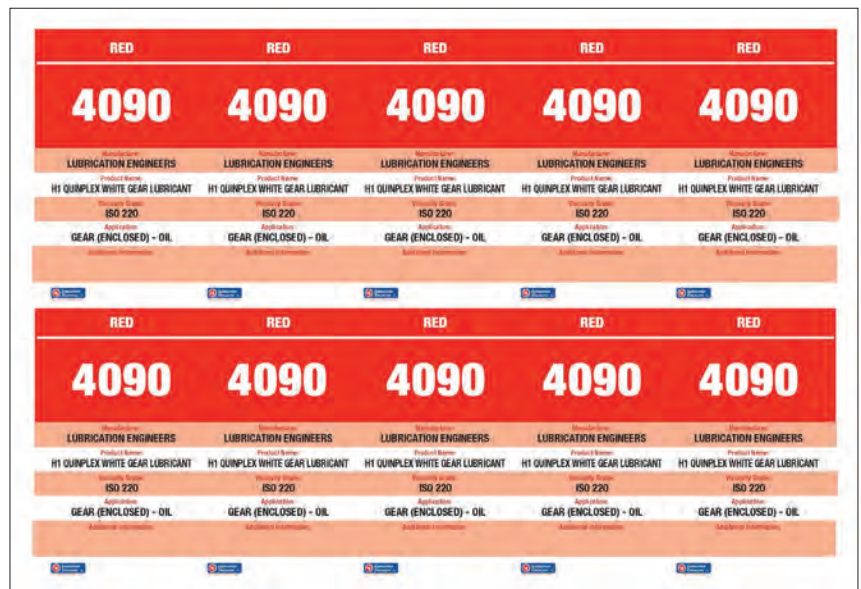 RED RED RED RED RED
4090 4090 4090 4090 4090
Manufacturer: Manufacturer: Manufacturer: Manufacturer: Manufacturer:
LUBRICATION ENGINEERS LUBRICATION ENGINEERS LUBRICATION ENGINEERS LUBRICATION ENGINEERS LUBRICATION ENGINEERS
Product Name: Product Name: Product Name: Product Name: Product Name:
H1 QUINPLEX WHITE GEAR LUBRICANT H1 QUINPLEX WHITE GEAR LUBRICANT H1 QUINPLEX WHITE GEAR LUBRICANT H1 QUINPLEX WHITE GEAR LUBRICANT H1 QUINPLEX WHITE GEAR LUBRICANT
Viscosity Grade: Viscosity Grade: Viscosity Grade: Viscosity Grade: Viscosity Grade:
ISO 220 ISO 220 ISO 220 ISO 220 ISO 220
Application: Application: Application: Application: Application:
GEAR (ENCLOSED) - OIL GEAR (ENCLOSED) - OIL GEAR (ENCLOSED) - OIL GEAR (ENCLOSED) - OIL GEAR (ENCLOSED) - OIL
Additional Information: Additional Information: Additional Information: Additional Information: Additional Information:
RED RED RED RED RED
4090 4090 4090 4090 4090
Manufacturer: Manufacturer: Manufacturer: Manufacturer: Manufacturer:
LUBRICATION ENGINEERS LUBRICATION ENGINEERS LUBRICATION ENGINEERS LUBRICATION ENGINEERS LUBRICATION ENGINEERS
Product Name: Product Name: Product Name: Product Name: Product Name:
H1 QUINPLEX WHITE GEAR LUBRICANT H1 QUINPLEX WHITE GEAR LUBRICANT H1 QUINPLEX WHITE GEAR LUBRICANT H1 QUINPLEX WHITE GEAR LUBRICANT H1 QUINPLEX WHITE GEAR LUBRICANT
Viscosity Grade: Viscosity Grade: Viscosity Grade: Viscosity Grade: Viscosity Grade:
ISO 220 ISO 220 ISO 220 ISO 220 ISO 220
Application: Application: Application: Application: Application:
GEAR (ENCLOSED) - OIL GEAR (ENCLOSED) - OIL GEAR (ENCLOSED) - OIL GEAR (ENCLOSED) - OIL GEAR (ENCLOSED) - OIL
Additional Information: Additional Information: Additional Information: Additional Information: Additional Information: